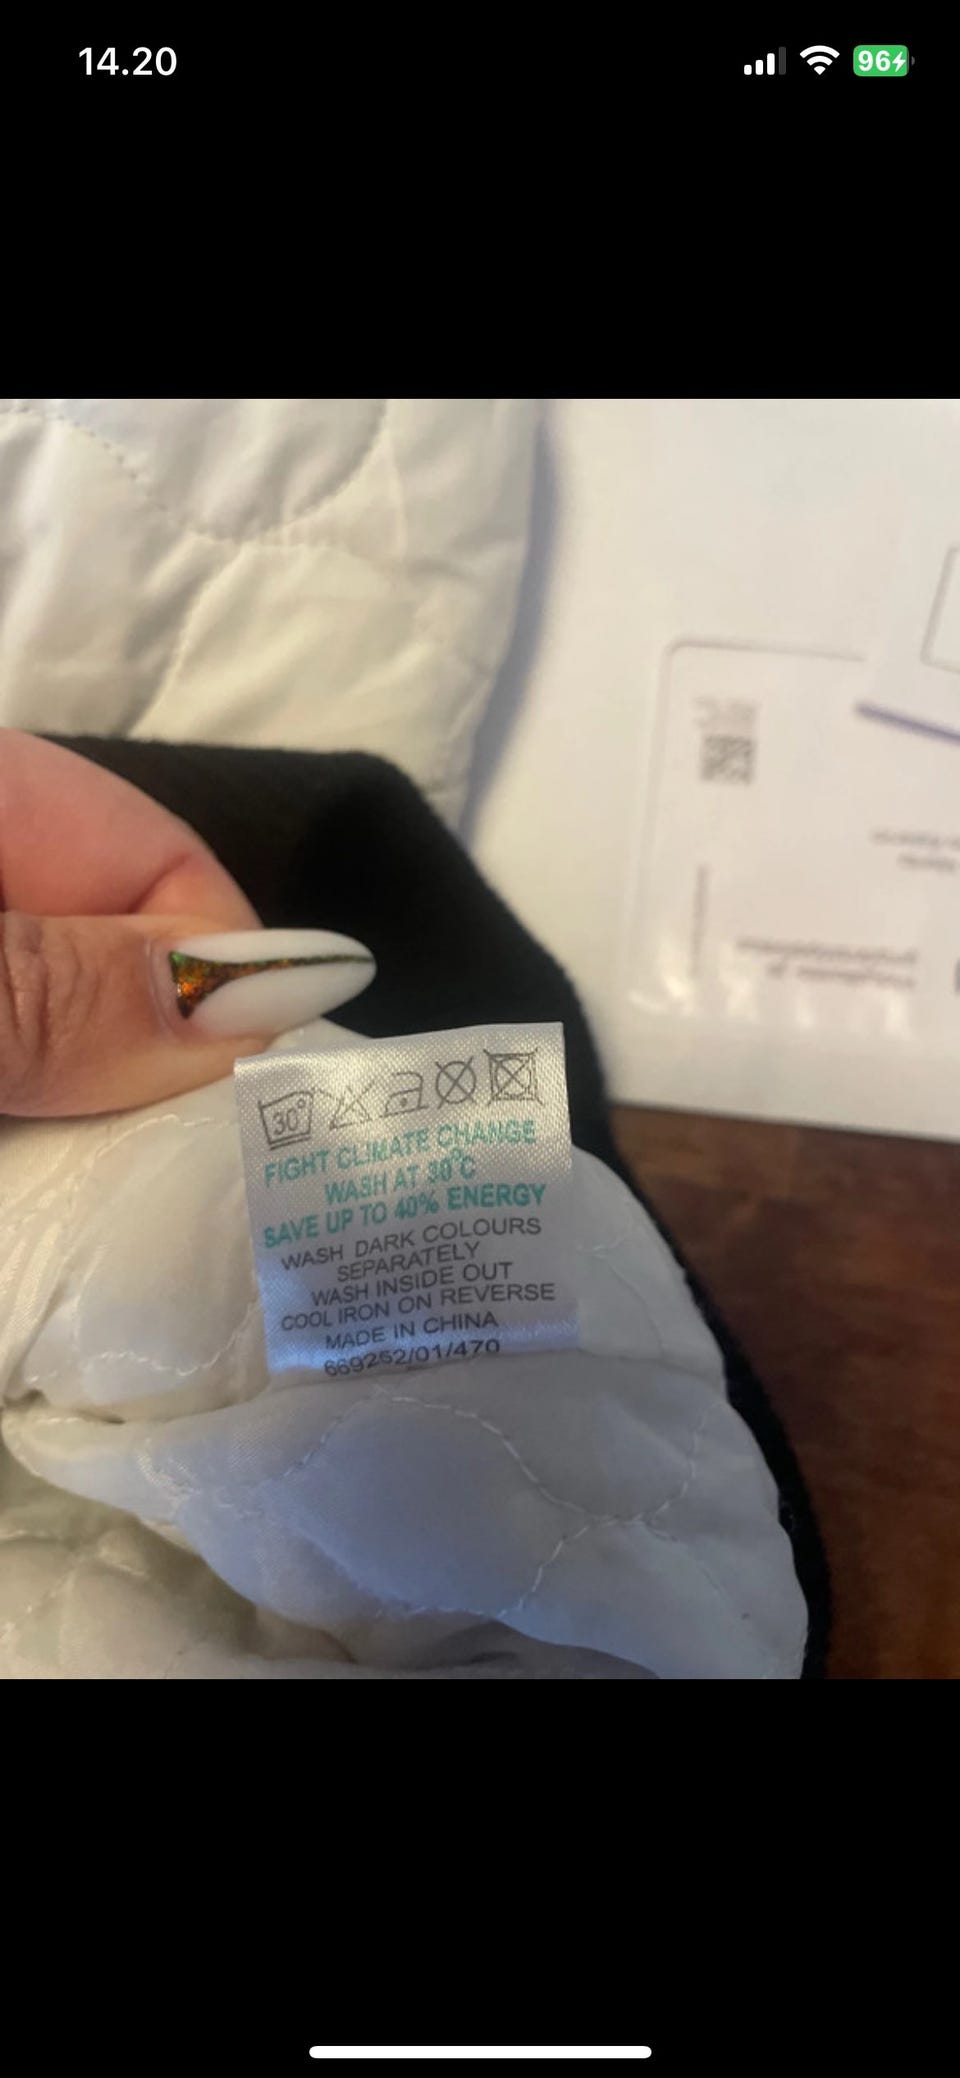 14.20
96
30°
FIGHT CLIMATE CHANGE
WASH AT 30°C
SAVE UP TO 40% ENERGY
WASH DARK COLOURS
SEPARATELY
WASH INSIDE OUT
COOL IRON ON REVERSE
MADE IN CHINA
669262/01/470